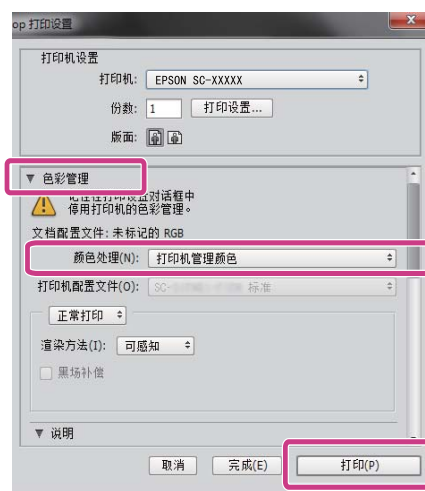 op 打印设置
x
打印机设置
打印机: EPSON SC-XXXXX
份数: 1 打印设置...
版面:
▼ 色彩管理
记住在打印设置对话框中
停用打印机的色彩管理。
文档配置文件: 未标记的 RGB
颜色处理(N): 打印机管理颜色
打印机配置文件(O): SC- 标准
正常打印
渲染方法(I): 可感知
黑场补偿
▼ 说明
取消 完成(E) 打印(P)